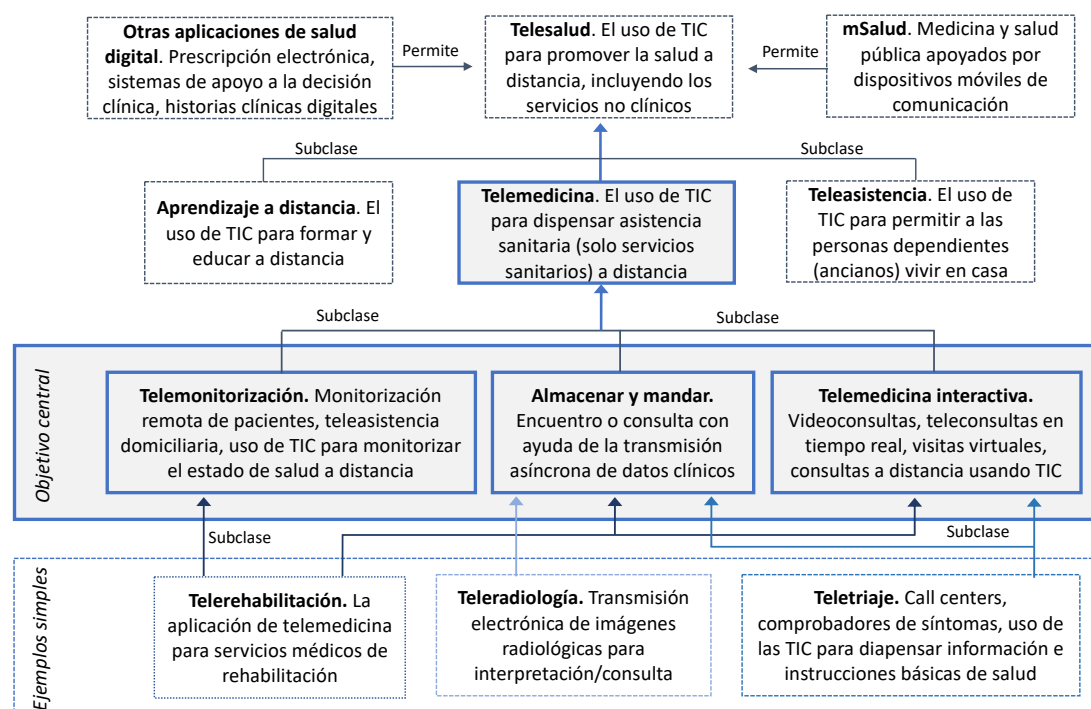 Otras aplicaciones de salud
digital. Prescripción electrónica,
sistemas de apoyo a la decisión
clínica, historias clínicas digitales
Permite
Telesalud. El uso de TIC
para promover la salud a
distancia, incluyendo los
servicios no clínicos
Permite
mSalud. Medicina y salud
pública apoyados por
dispositivos móviles de
comunicación
Subclase
Subclase
Aprendizaje a distancia. El
uso de TIC para formar y
educar a distancia
Telemedicina. El uso de TIC
para dispensar asistencia
sanitaria (solo servicios
sanitarios) a distancia
Teleasistencia. El uso de
TIC para permitir a las
personas dependientes
(ancianos) vivir en casa
Subclase
Subclase
Objetivo central
Telemonitorización. Monitorización
remota de pacientes, teleasistencia
domiciliaria, uso de TIC para monitorizar
el estado de salud a distancia
Almacenar y mandar.
Encuentro o consulta con
ayuda de la transmisión
asíncrona de datos clínicos
Telemedicina interactiva.
Videoconsultas, teleconsultas en
tiempo real, visitas virtuales,
consultas a distancia usando TIC
Subclase
Subclase
Ejemplos simples
Telerehabilitación. La
aplicación de telemedicina
para servicios médicos de
rehabilitación
Teleradiología. Transmisión
electrónica de imágenes
radiológicas para
interpretación/consulta
Teletriaje. Call centers,
comprobadores de síntomas, uso de
las TIC para diapensar información e
instrucciones básicas de salud